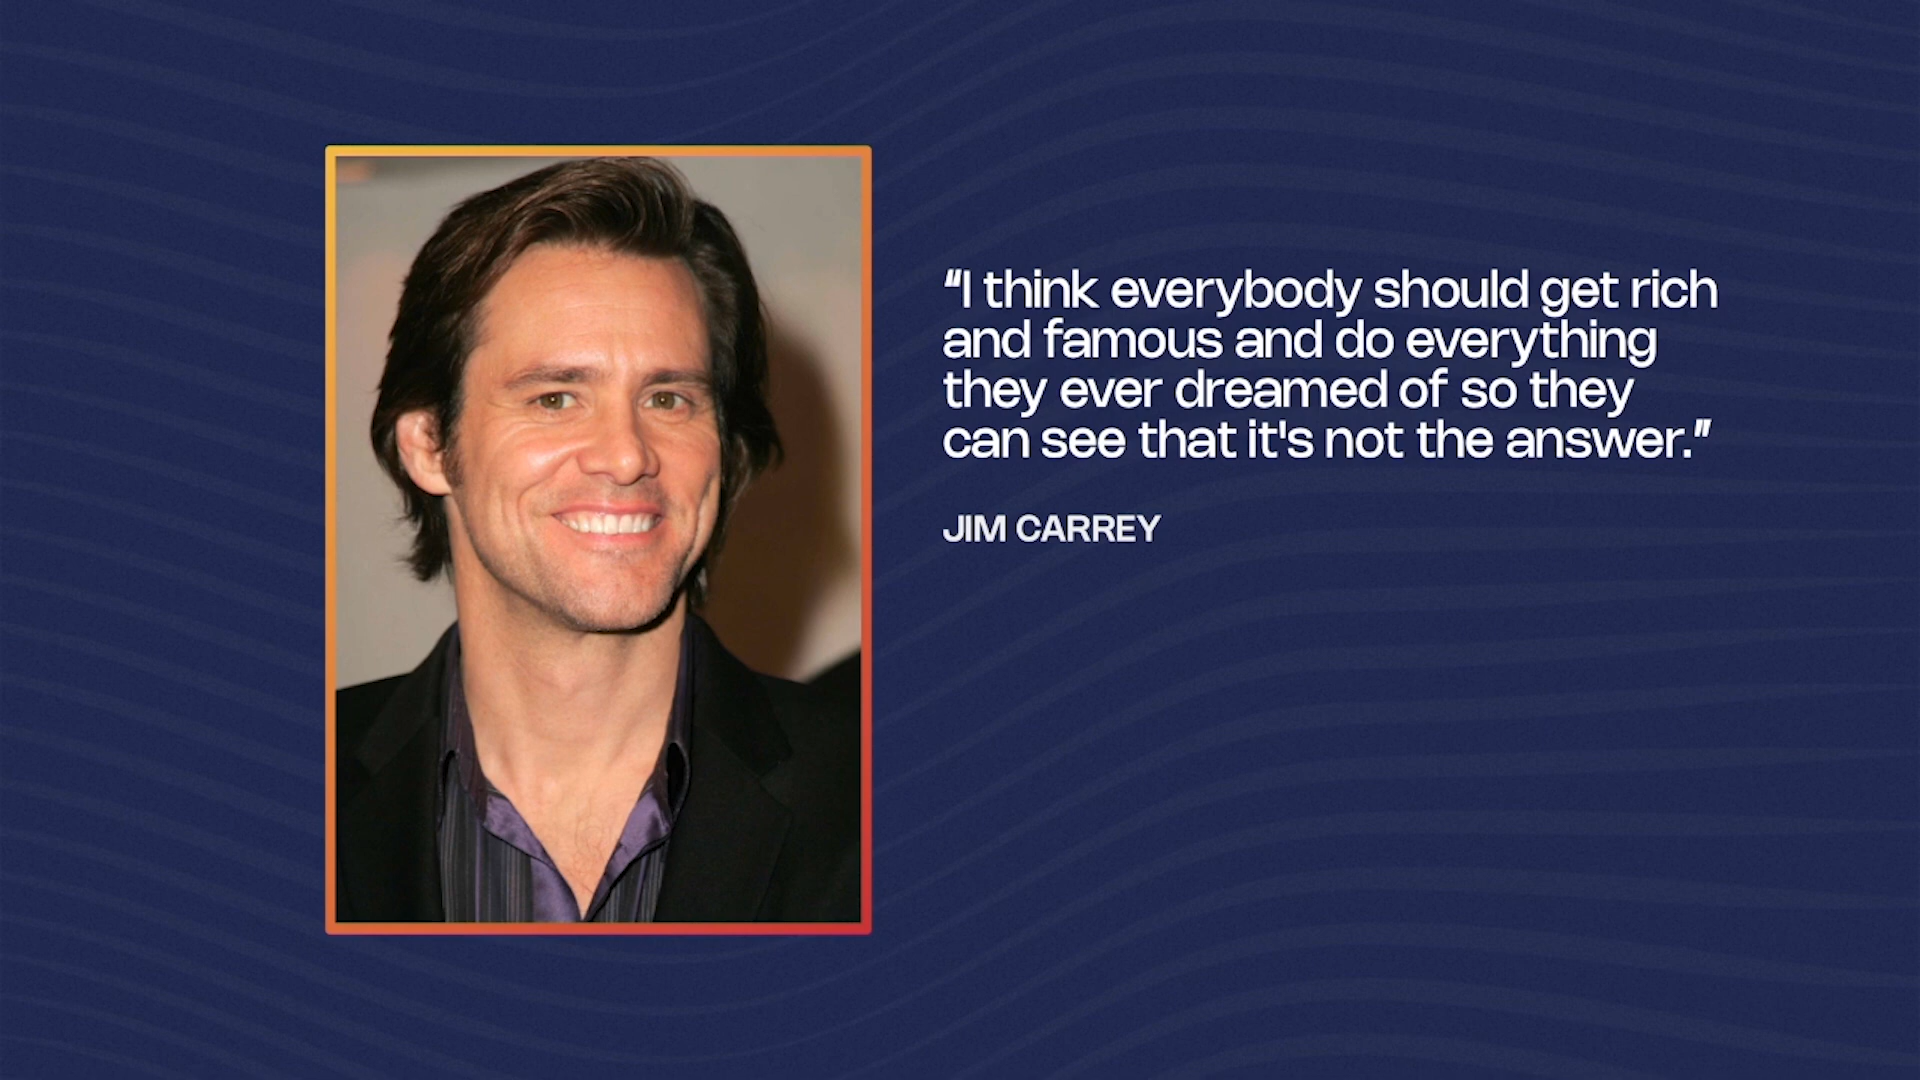 “I think everybody should get rich
and famous and do everything
they ever dreamed of so they
can see that it's not the answer.”
JIM CARREY